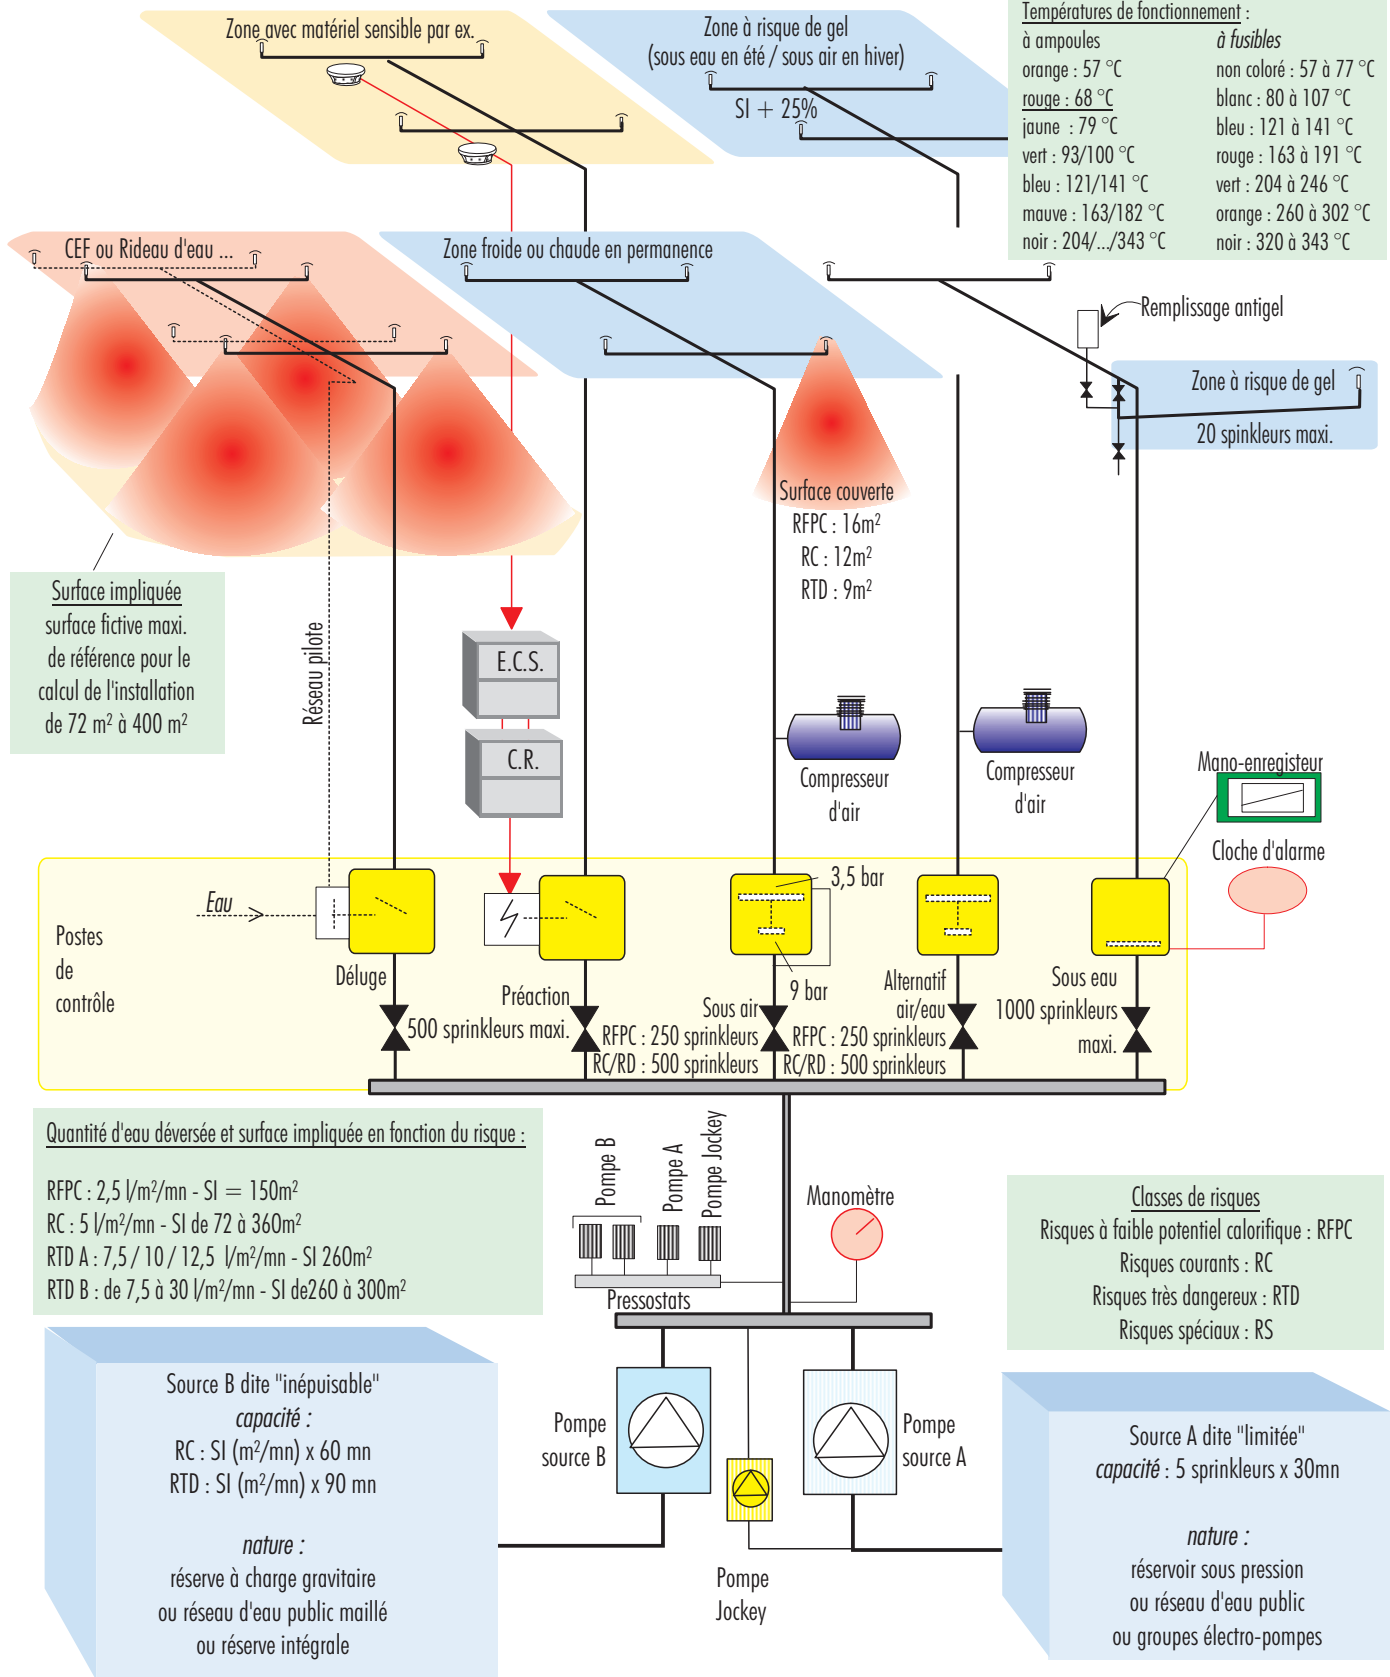 Zone avec matériel sensible par ex.
Zone à risque de gel
(sous eau en été / sous air en hiver)
SI + 25%
Températures de fonctionnement :
à ampoules
orange : 57 °C
rouge : 68 °C
jaune : 79 °C
vert : 93/100 °C
bleu : 121/141 °C
mauve : 163/182 °C
noir : 204/.../343 °C
à fusibles
non coloré : 57 à 77 °C
blanc : 80 à 107 °C
bleu : 121 à 141 °C
rouge : 163 à 191 °C
vert : 204 à 246 °C
orange : 260 à 302 °C
noir : 320 à 343 °C
CEF ou Rideau d'eau ...
Zone froide ou chaude en permanence
Remplissage antigel
Zone à risque de gel
20 spinkleurs maxi.
Surface couverte
RFPC : 16m²
RC : 12m²
RTD : 9m²
Surface impliquée
surface fictive maxi.
de référence pour le
calcul de l'installation
de 72 m² à 400 m²
Réseau pilote
E.C.S.
C.R.
Compresseur
d'air
Compresseur
d'air
Mano-enregisteur
Cloche d'alarme
Postes
de
contrôle
Eau
Déluge
Préaction
500 sprinkleurs maxi.
3,5 bar
9 bar
Sous air
RFPC : 250 sprinkleurs
RC/RD : 500 sprinkleurs
Alternatif
air/eau
RFPC : 250 sprinkleurs
RC/RD : 500 sprinkleurs
Sous eau
1000 sprinkleurs
maxi.
Quantité d'eau déversée et surface impliquée en fonction du risque :
RFPC : 2,5 l/m²/mn - SI = 150m²
RC : 5 l/m²/mn - SI de 72 à 360m²
RTD A : 7,5 / 10 / 12,5 l/m²/mn - SI 260m²
RTD B : de 7,5 à 30 l/m²/mn - SI de260 à 300m²
Pompe B
Pompe A
Pompe Jockey
Pressostats
Manomètre
Classes de risques
Risques à faible potentiel calorifique : RFPC
Risques courants : RC
Risques très dangereux : RTD
Risques spéciaux : RS
Source B dite "inépuisable"
capacité :
RC : SI (m²/mn) x 60 mn
RTD : SI (m²/mn) x 90 mn
nature :
réserve à charge gravitaire
ou réseau d'eau public maillé
ou réserve intégrale
Pompe
source B
Pompe
source A
Pompe
Jockey
Source A dite "limitée"
capacité : 5 sprinkleurs x 30mn
nature :
réservoir sous pression
ou réseau d'eau public
ou groupes électro-pompes